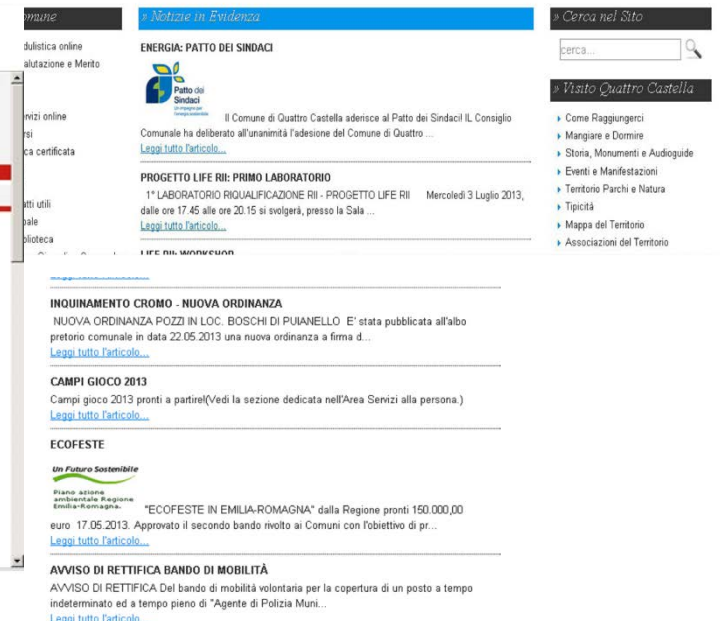 omune
dulistica online
alutazione e Merito
rvizi online
rsi
ca certificata
atti utili
pale
blioteca
» Notizie in Evidenza
ENERGIA: PATTO DEI SINDACI
Patto dei
Sindaci
Il Comune di Quattro Castella aderisce al Patto dei Sindaci! IL Consiglio
Comunale ha deliberato all'unanimità l'adesione del Comune di Quattro ...
Leggi tutto l'articolo...
PROGETTO LIFE RII: PRIMO LABORATORIO
1° LABORATORIO RIQUALIFICAZIONE RII - PROGETTO LIFE RII Mercoledì 3 Luglio 2013,
dalle ore 17.45 alle ore 20.15 si svolgerà, presso la Sala ...
Leggi tutto l'articolo...
LIFE RII: WORKSHOP
Leggi tutto l'articolo...
INQUINAMENTO CROMO - NUOVA ORDINANZA
NUOVA ORDINANZA POZZI IN LOC. BOSCHI DI PUIANELLO E' stata pubblicata all'albo
pretorio comunale in data 22.05.2013 una nuova ordinanza a firma d...
Leggi tutto l'articolo...
CAMPI GIOCO 2013
Campi gioco 2013 pronti a partire!(Vedi la sezione dedicata nell'Area Servizi alla persona.)
Leggi tutto l'articolo...
ECOFESTE
Un Futuro Sostenibile
Piano azione
ambientale Regione
Emilia-Romagna.
"ECOFESTE IN EMILIA-ROMAGNA" dalla Regione pronti 150.000,00
euro 17.05.2013. Approvato il secondo bando rivolto ai Comuni con l'obiettivo di pr...
Leggi tutto l'articolo...
AVVISO DI RETTIFICA BANDO DI MOBILITÀ
AVVISO DI RETTIFICA Del bando di mobilità volontaria per la copertura di un posto a tempo
indeterminato ed a tempo pieno di "Agente di Polizia Muni...
Leggi tutto l'articolo...
» Cerca nel Sito
cerca...
» Visito Quattro Castella
Come Raggiungerci
Mangiare e Dormire
Storia, Monumenti e Audioguide
Eventi e Manifestazioni
Territorio Parchi e Natura
Tipicità
Mappa del Territorio
Associazioni del Territorio